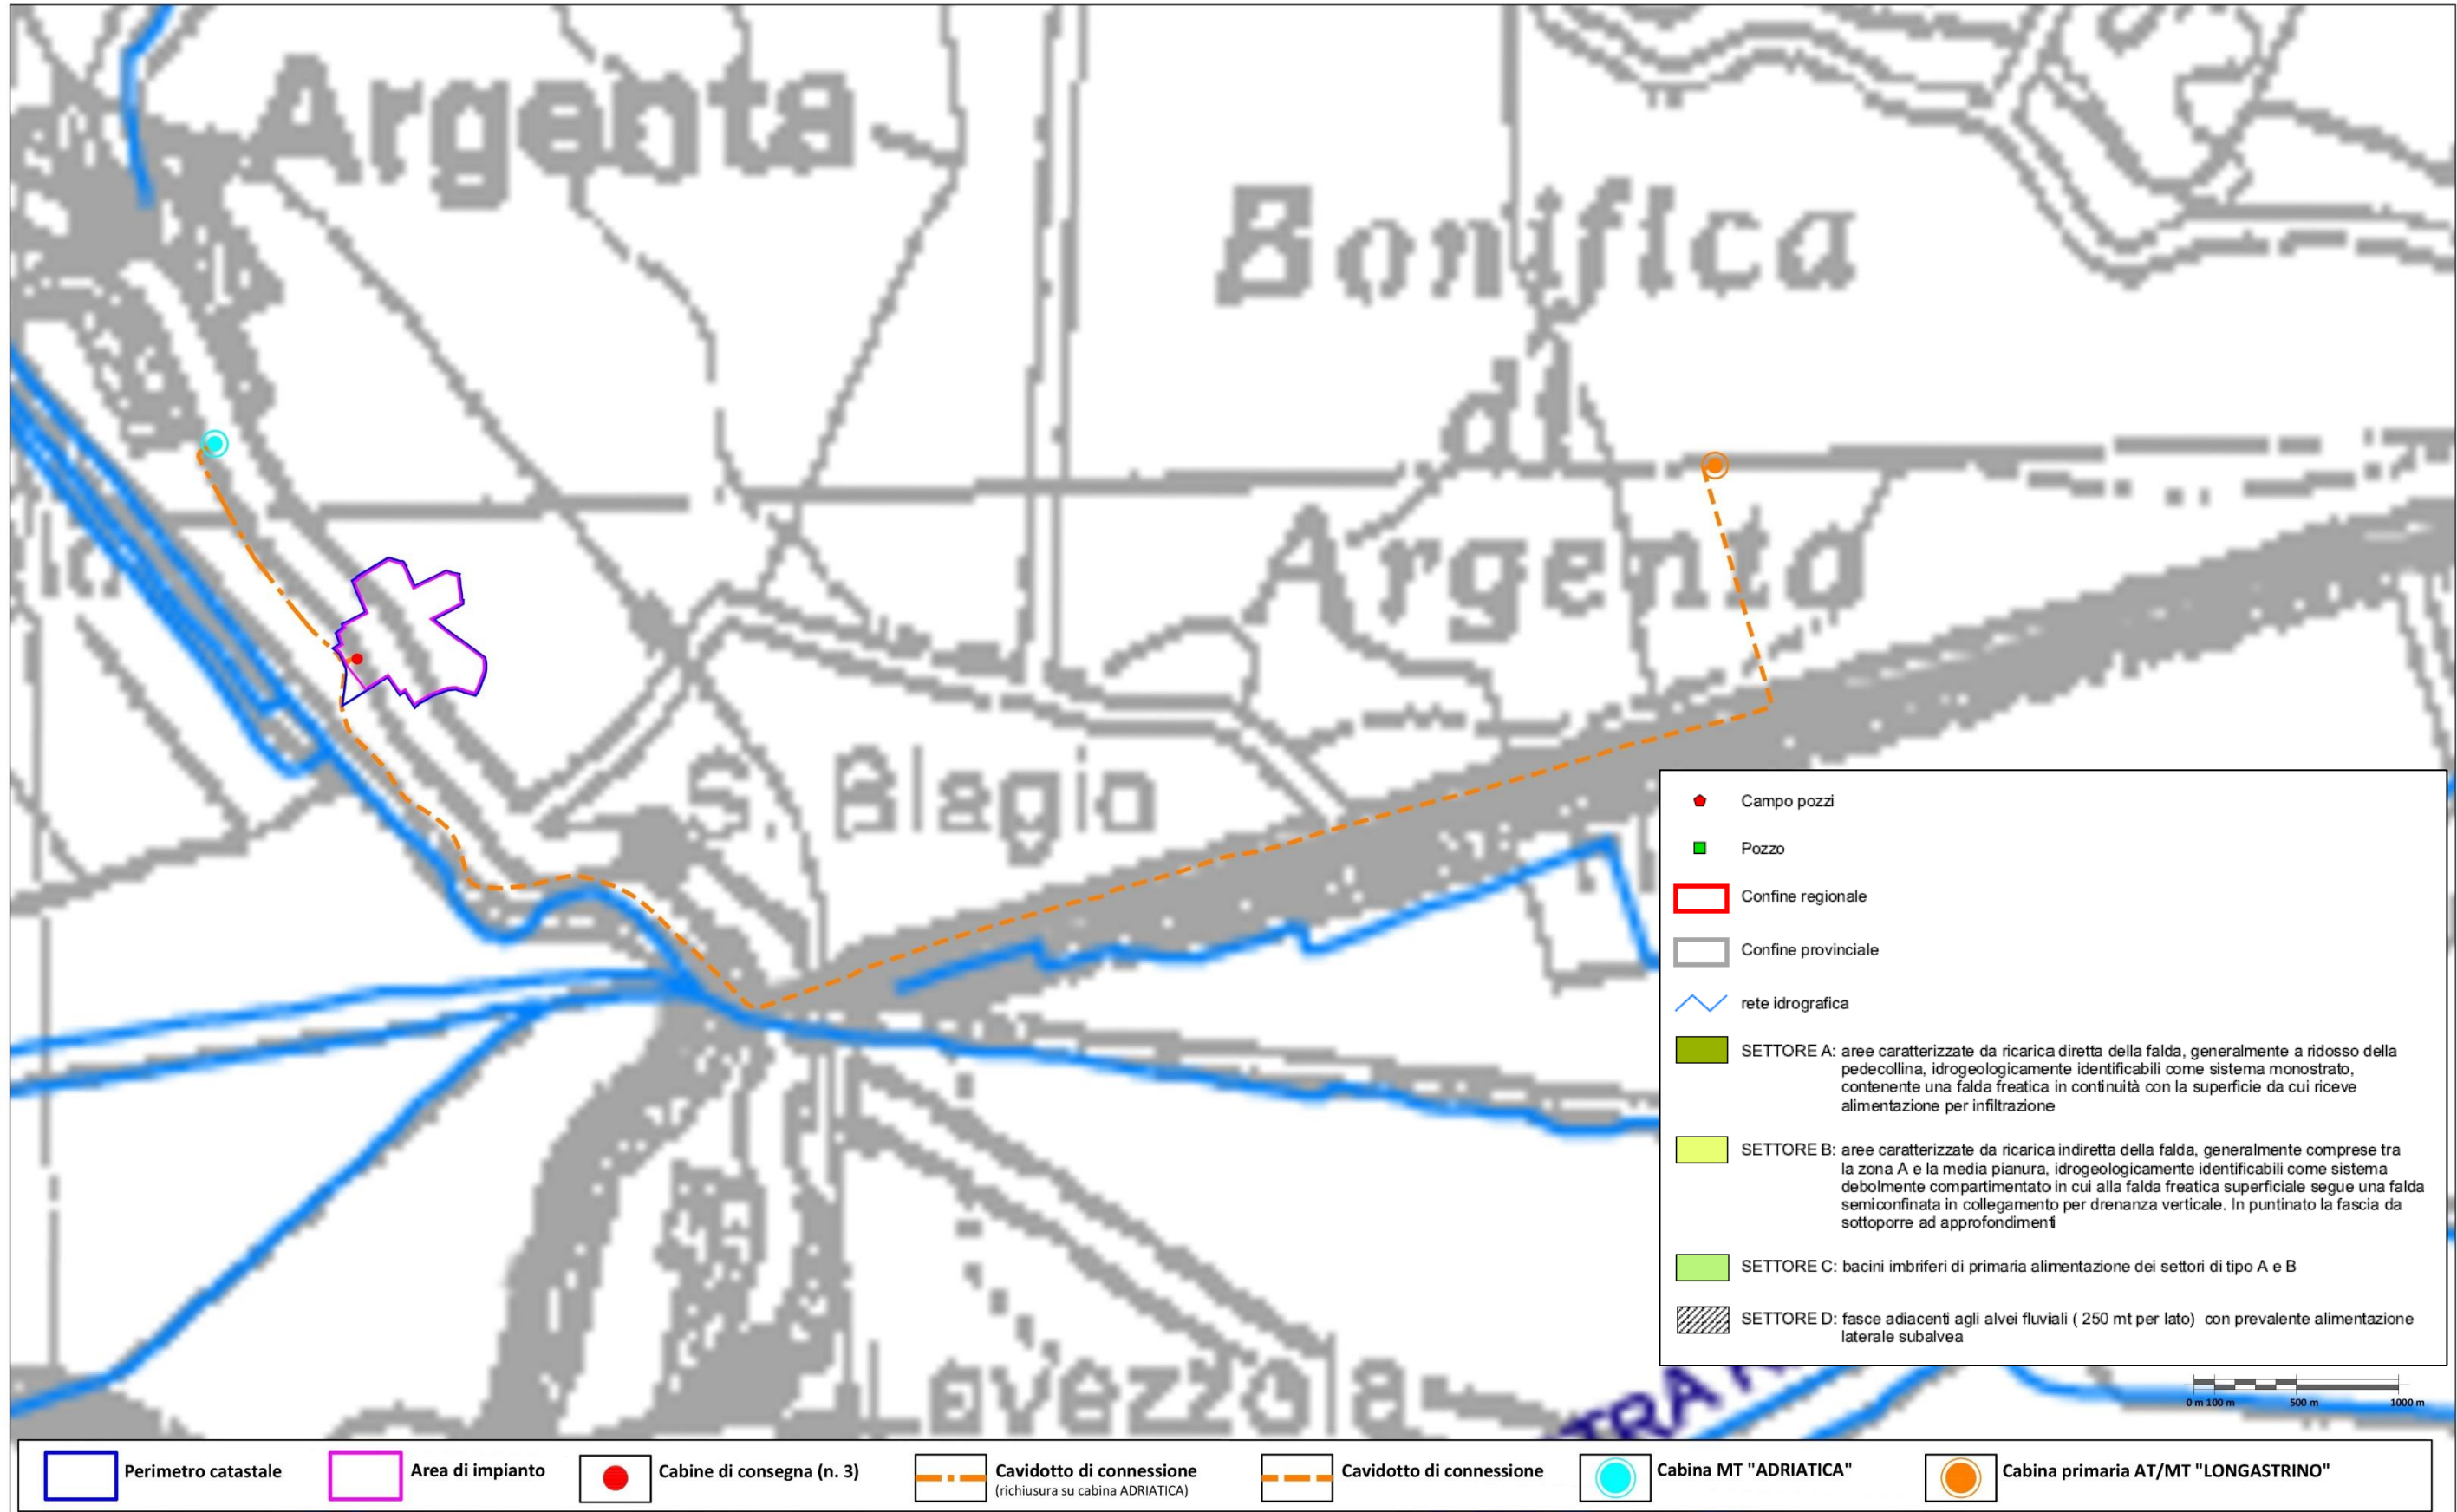 Argenta
Bonifica
di
Argenta
S. Biagio
Lavezzola
TRA
Campo pozzi
Pozzo
Confine regionale
Confine provinciale
rete idrografica
SETTORE A: aree caratterizzate da ricarica diretta della falda, generalmente a ridosso della
pedecollina, idrogeologicamente identificabili come sistema monostrato,
contenente una falda freatica in continuità con la superficie da cui riceve
alimentazione per infiltrazione
SETTORE B: aree caratterizzate da ricarica indiretta della falda, generalmente comprese tra
la zona A e la media pianura, idrogeologicamente identificabili come sistema
debolmente compartimentato in cui alla falda freatica superficiale segue una falda
semiconfinata in collegamento per drenanza verticale. In puntinato la fascia da
sottoporre ad approfondimenti
SETTORE C: bacini imbriferi di primaria alimentazione dei settori di tipo A e B
SETTORE D: fasce adiacenti agli alvei fluviali ( 250 mt per lato) con prevalente alimentazione
laterale subalvea
0 m 100 m 500 m 1000 m
Perimetro catastale
Area di impianto
Cabine di consegna (n. 3)
Cavidotto di connessione
(richiusura su cabina ADRIATICA)
Cavidotto di connessione
Cabina MT "ADRIATICA"
Cabina primaria AT/MT "LONGASTRINO"